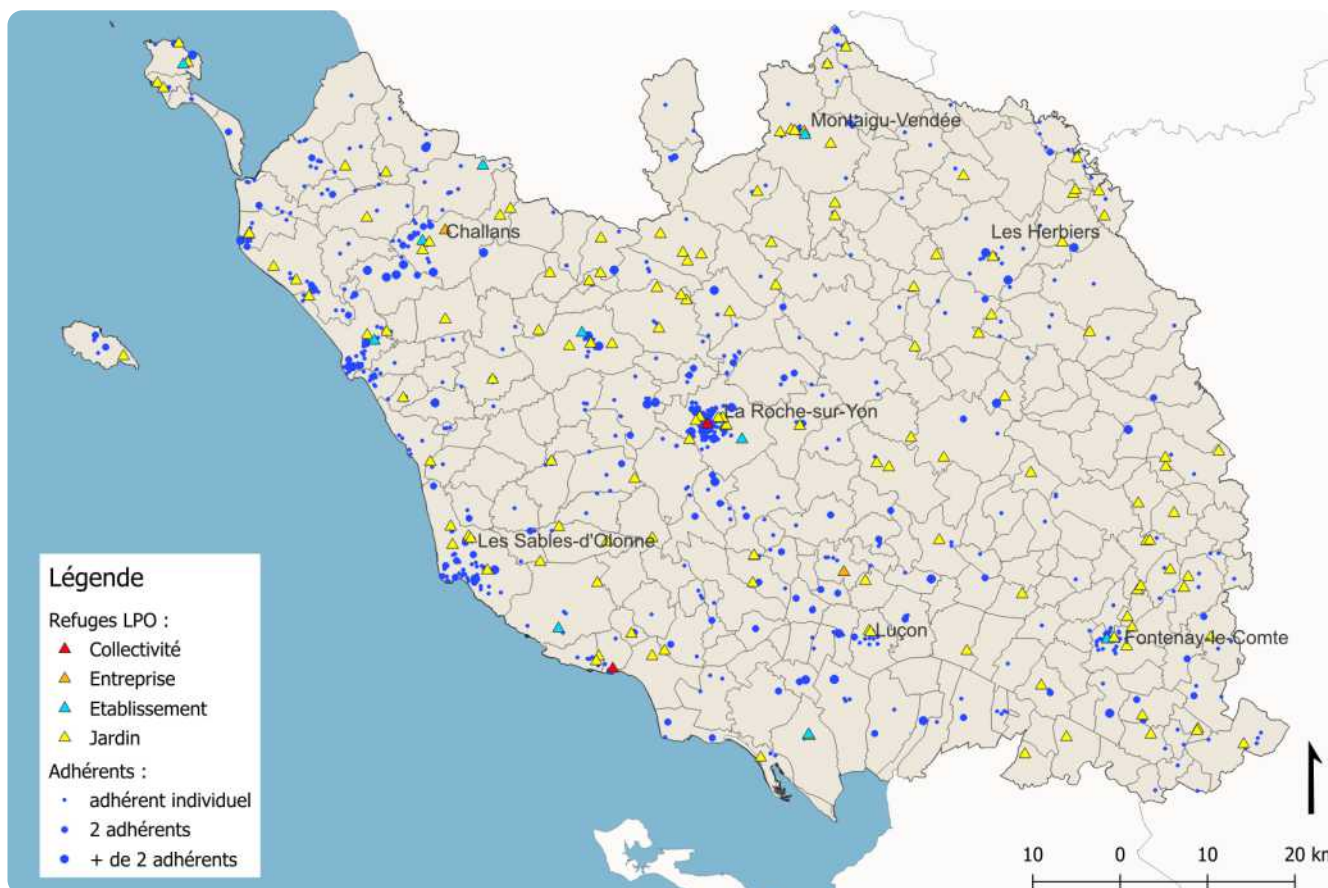 Montaigu-Vendée
Challans
Les Herbiers
La Roche-sur-Yon
Les Sables-d'Olonne
Luçon
Fontenay-le-Comte
Légende
Refuges LPO :
Collectivité
Entreprise
Etablissement
Jardin
Adhérents :
adhérent individuel
2 adhérents
+ de 2 adhérents
10 0 10 20 km